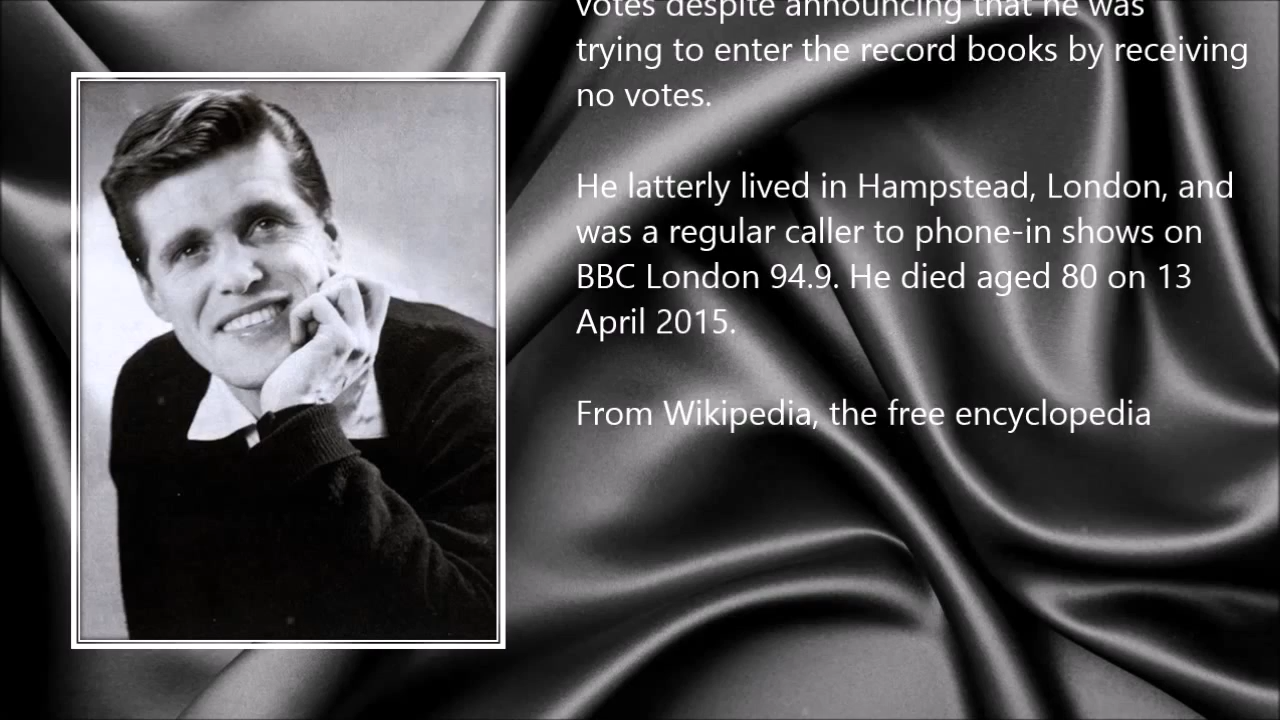 votes despite announcing that he was
trying to enter the record books by receiving
no votes.
He latterly lived in Hampstead, London, and
was a regular caller to phone-in shows on
BBC London 94.9. He died aged 80 on 13
April 2015.
From Wikipedia, the free encyclopedia